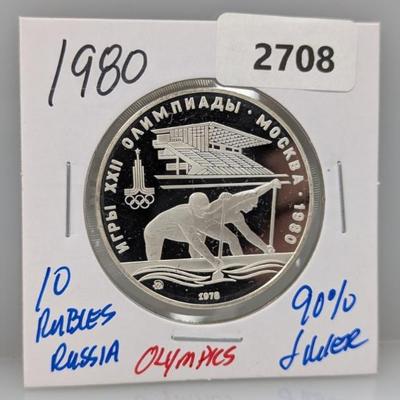 1980
2708
ИГРЫ XXII ОЛИМПИАДЫ · МОСКВА · 1980
1978
10
RUBLES
RUSSIA
OLYMPICS
90%
SILVER